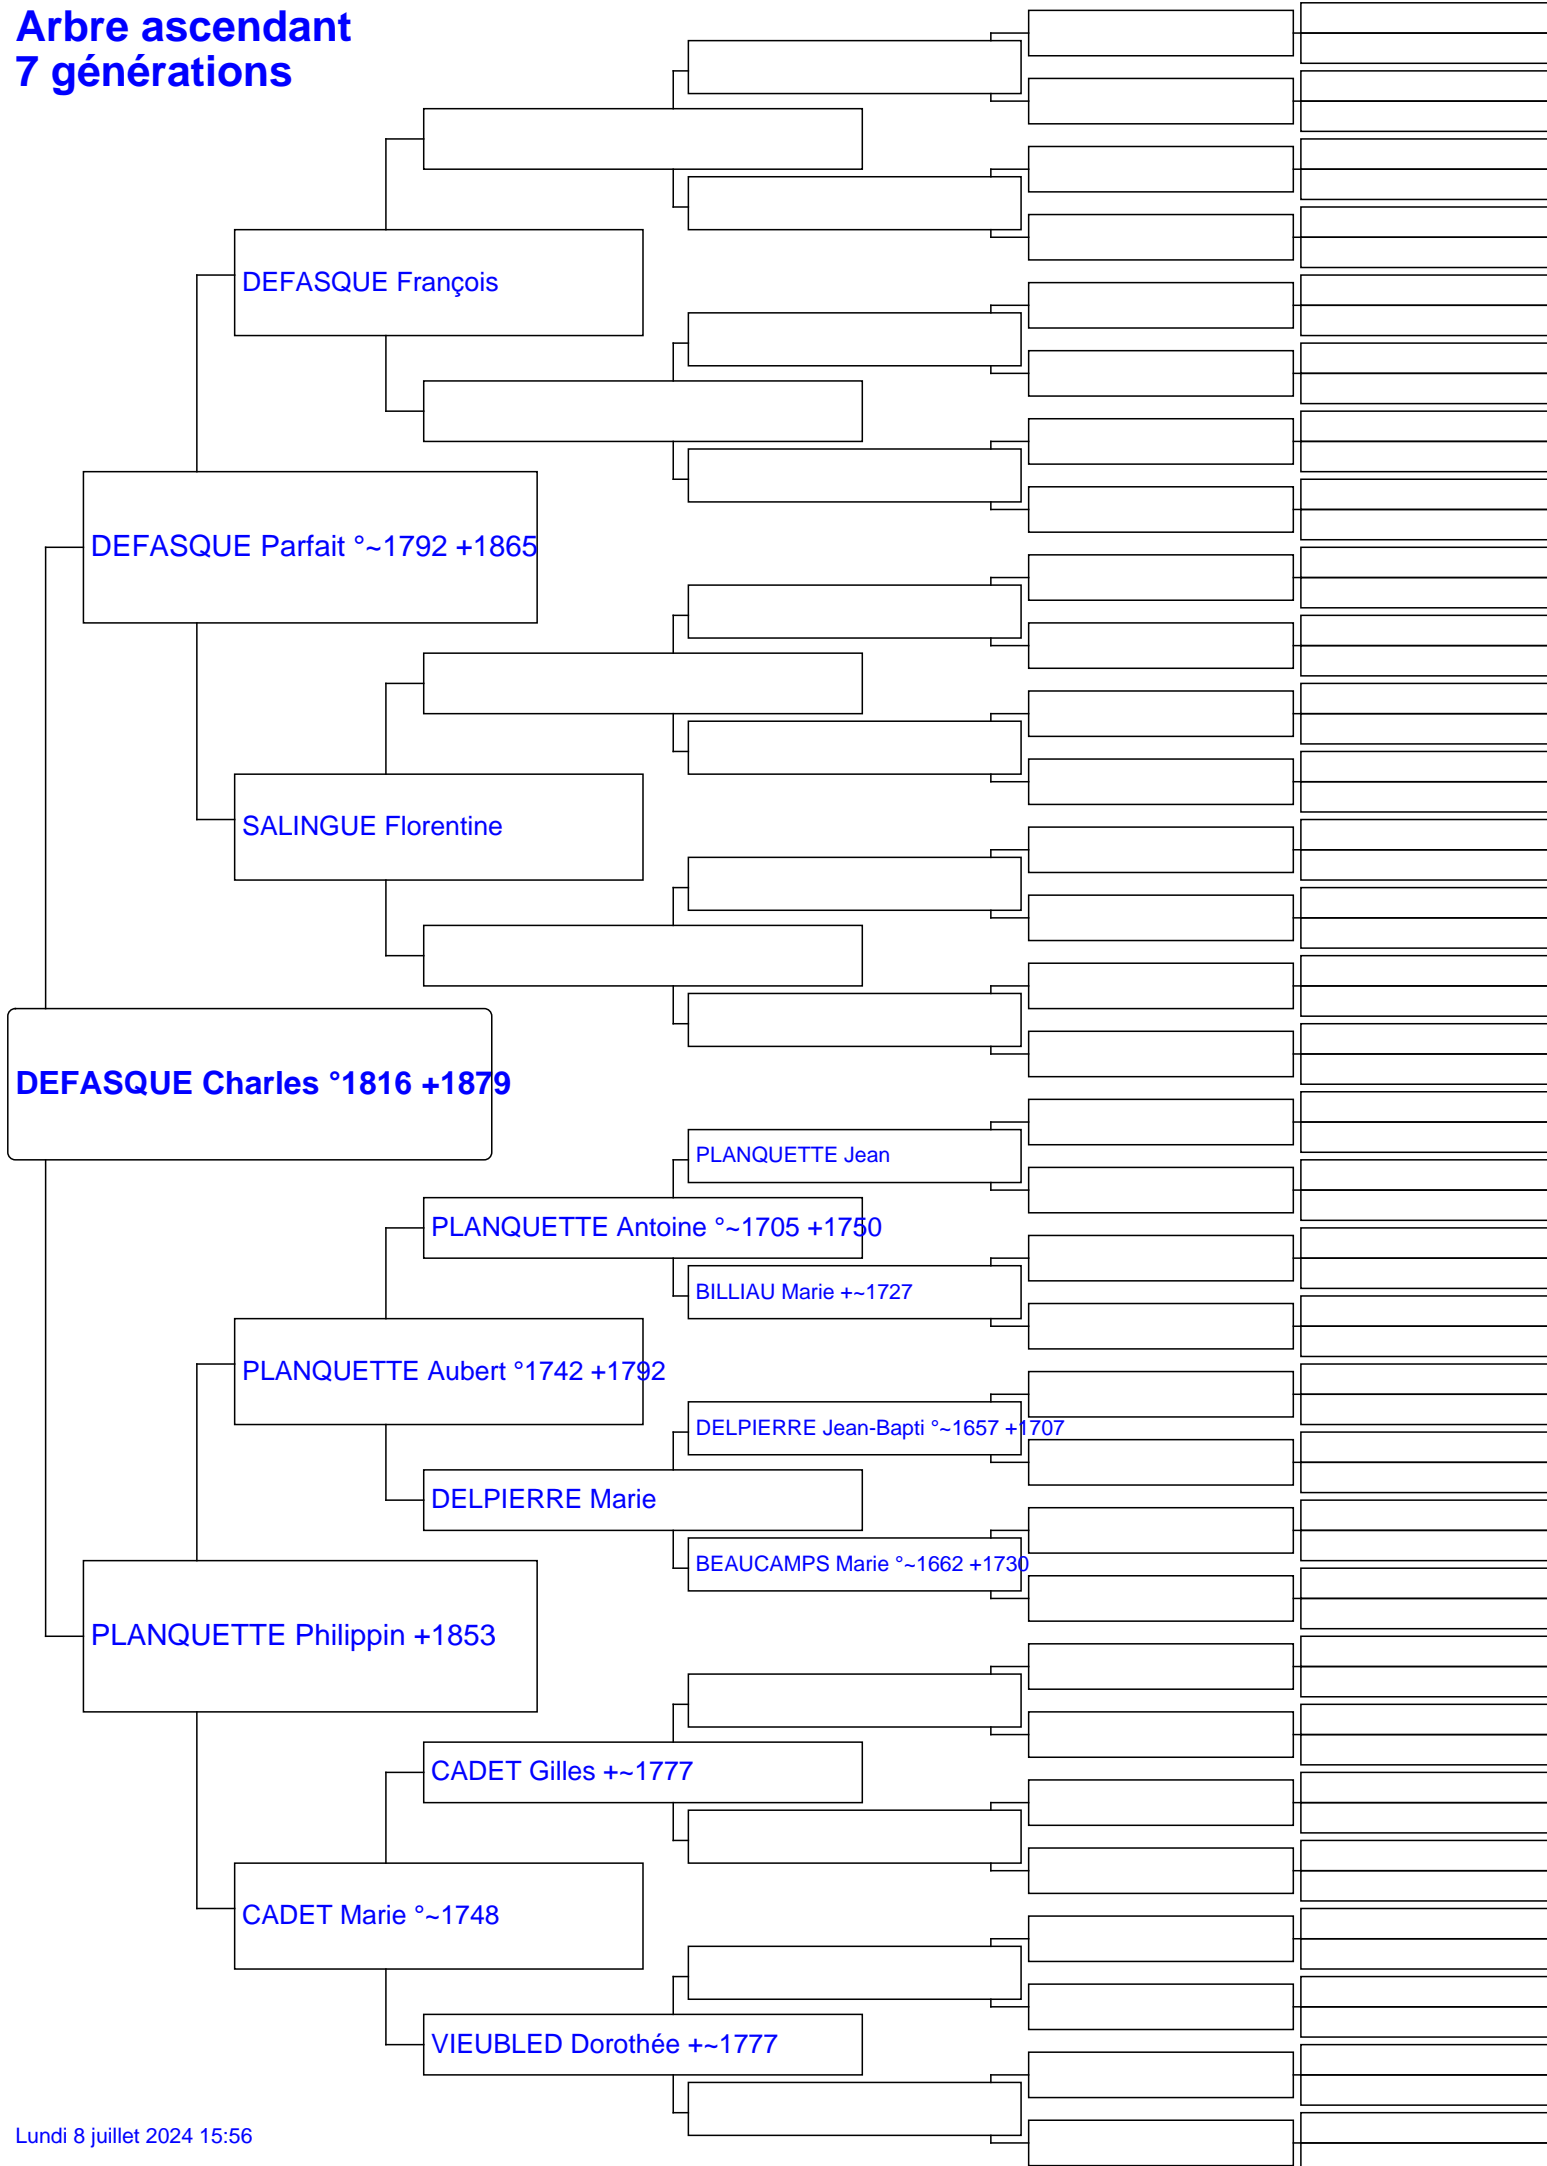 Arbre ascendant
7 générations
DEFASQUE François
DEFASQUE Parfait °~1792 +1865
SALINGUE Florentine
DEFASQUE Charles °1816 +1879
PLANQUETTE Jean
PLANQUETTE Antoine °~1705 +1750
BILLIAU Marie +~1727
PLANQUETTE Aubert °1742 +1792
DELPIERRE Jean-Bapti °~1657 +1707
DELPIERRE Marie
BEAUCAMPS Marie °~1662 +1730
PLANQUETTE Philippin +1853
CADET Gilles +~1777
CADET Marie °~1748
VIEUBLED Dorothée +~1777
Lundi 8 juillet 2024 15:56